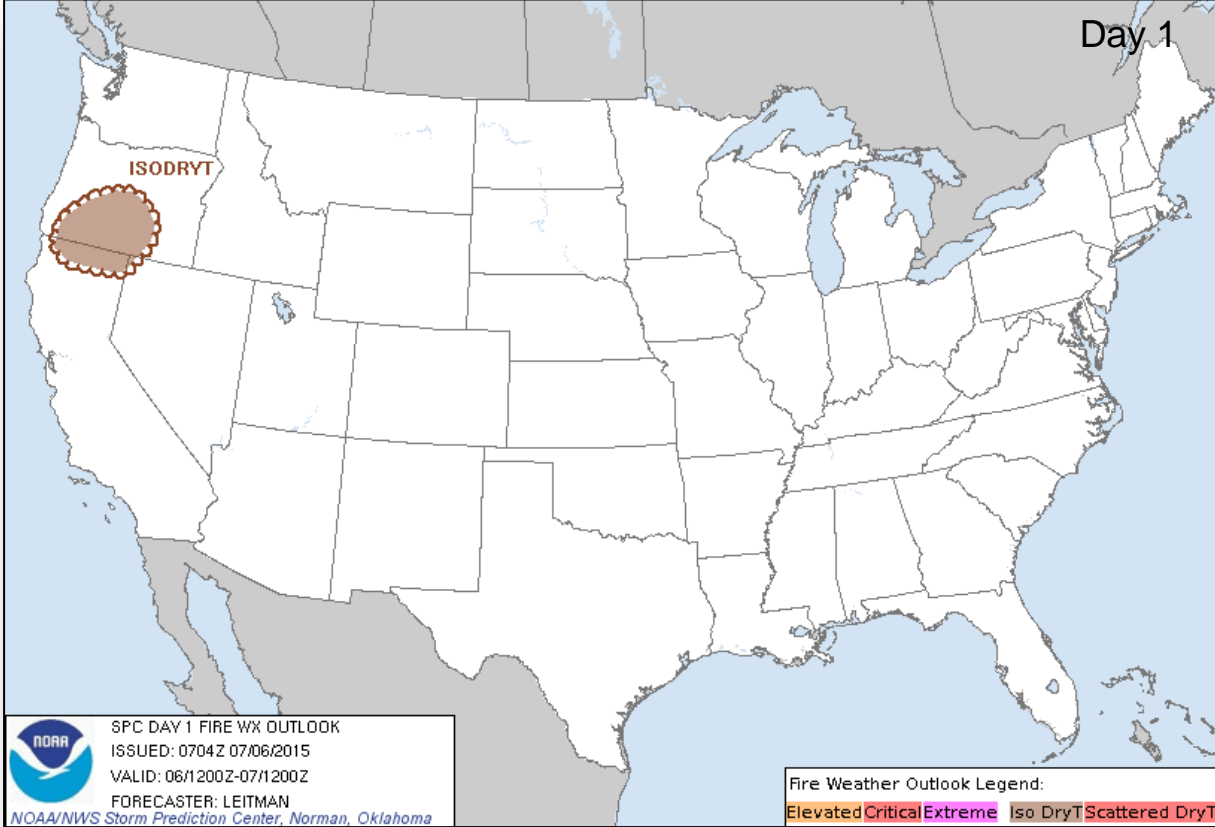 Day 1
ISODRYT
NOAA
SPC DAY 1 FIRE WX OUTLOOK
ISSUED: 0704Z 07/06/2015
VALID: 06/1200Z-07/1200Z
FORECASTER: LEITMAN
NOAA/NWS Storm Prediction Center, Norman, Oklahoma
Fire Weather Outlook Legend:
Elevated Critical Extreme Iso DryT Scattered DryT